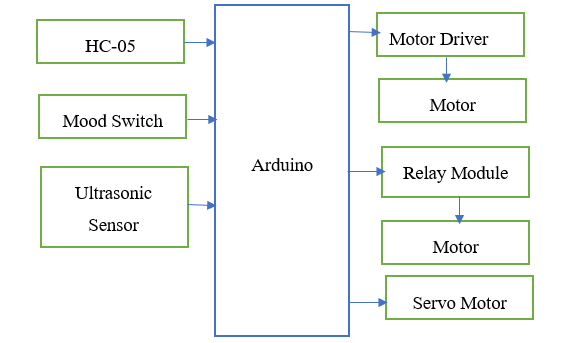 HC-05
Mood Switch
Ultrasonic
Sensor
Arduino
Motor Driver
Motor
Relay Module
Motor
Servo Motor